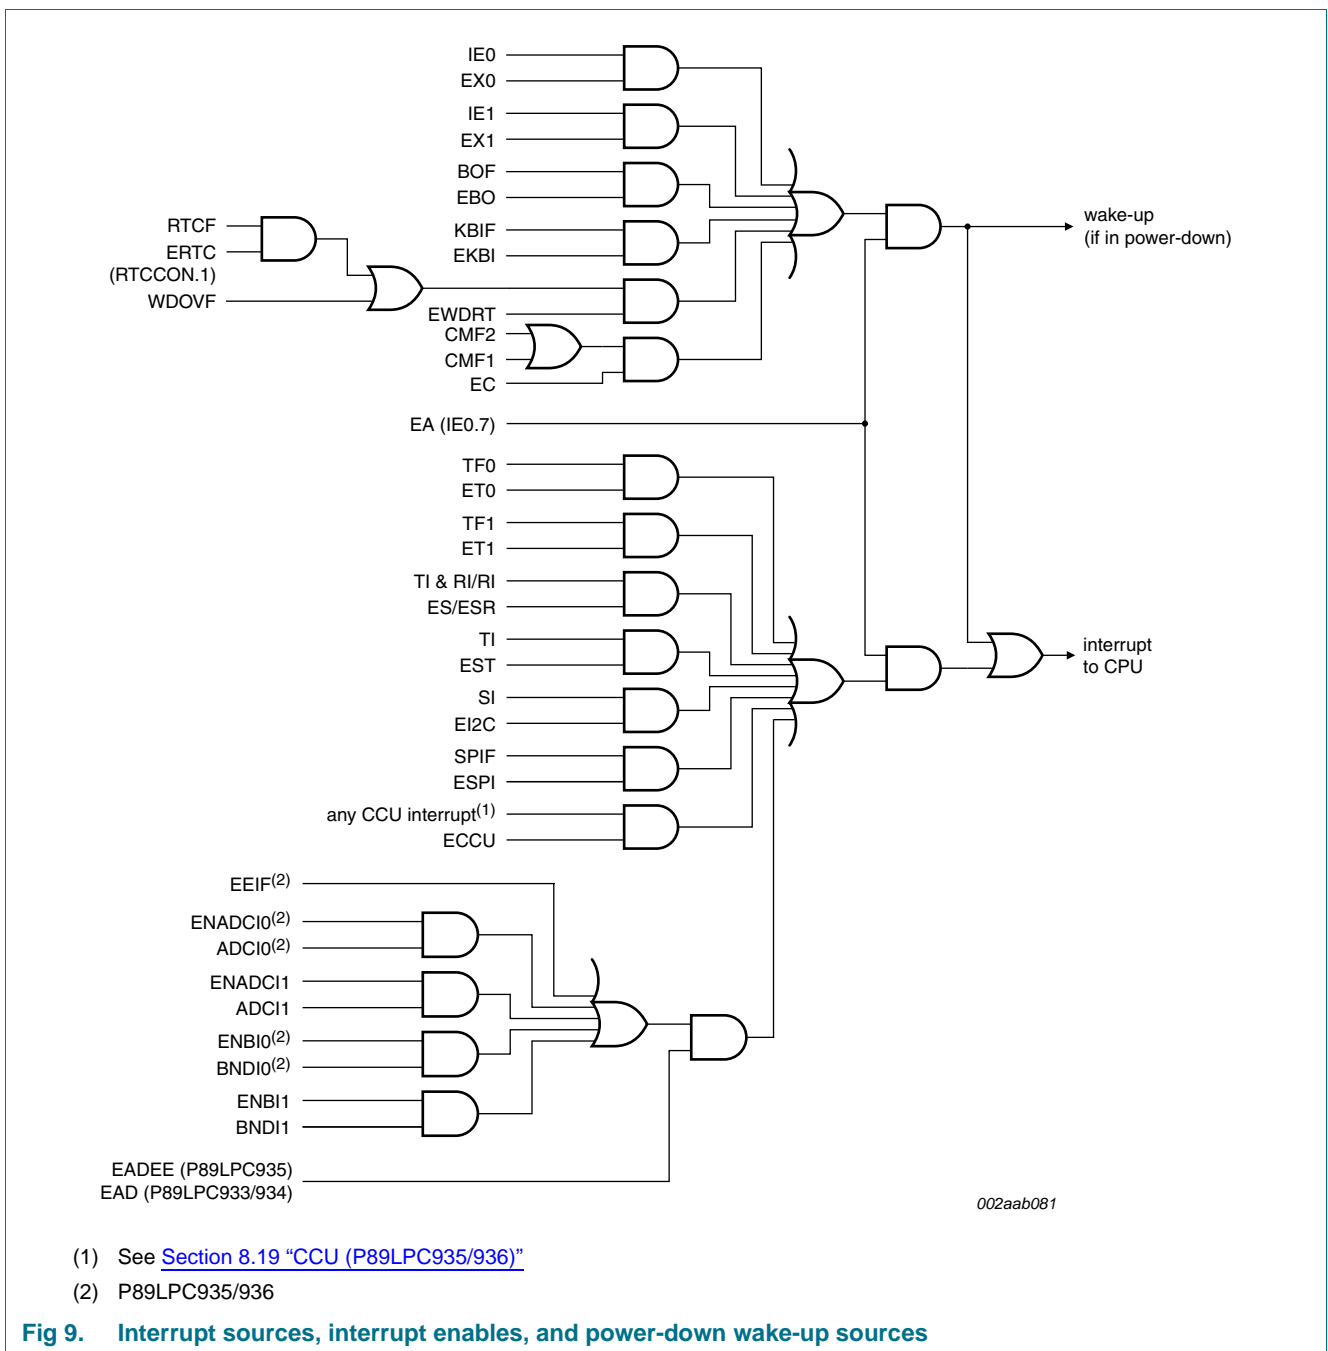 IE0
EX0
IE1
EX1
BOF
EBO
KBIF
EKBI
RTCF
ERTC
(RTCCON.1)
WDOVF
EWDRT
CMF2
CMF1
EC
wake-up
(if in power-down)
EA (IE0.7)
TF0
ET0
TF1
ET1
TI & RI/RI
ES/ESR
TI
EST
SI
EI2C
SPIF
ESPI
any CCU interrupt(1)
ECCU
interrupt
to CPU
EEIF(2)
ENADCI0(2)
ADCI0(2)
ENADCI1
ADCI1
ENBI0(2)
BNDI0(2)
ENBI1
BNDI1
EADEE (P89LPC935)
EAD (P89LPC933/934)
002aab081
(1) See Section 8.19 “CCU (P89LPC935/936)”
(2) P89LPC935/936
Fig 9. Interrupt sources, interrupt enables, and power-down wake-up sources